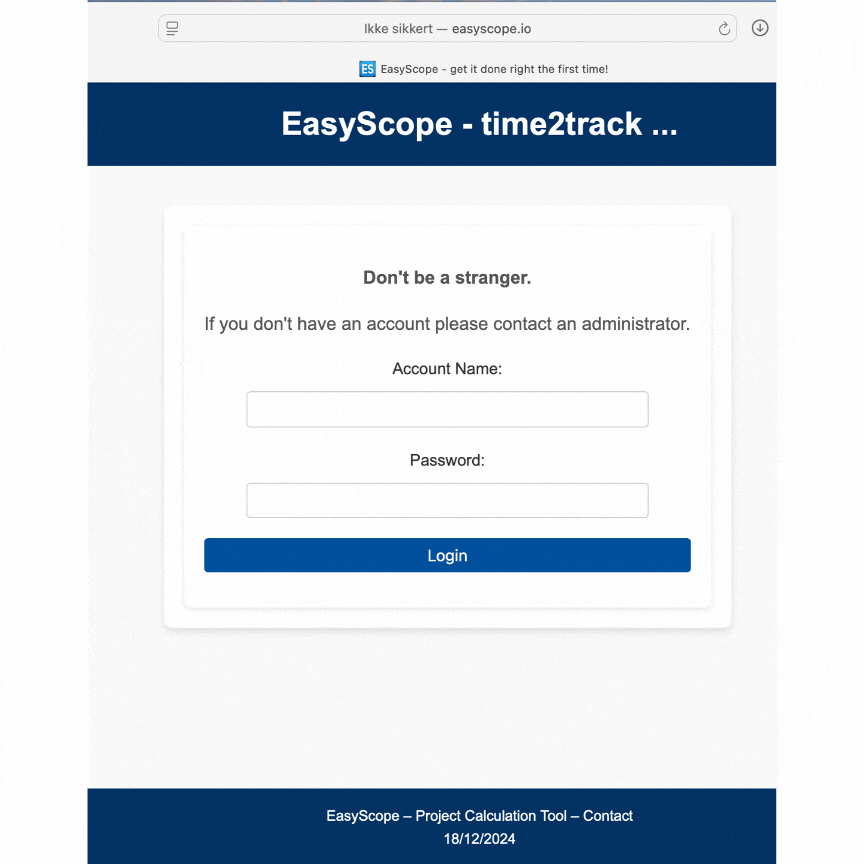 Ikke sikkert — easyscope.io
ES EasyScope - get it done right the first time!
EasyScope - time2track ...
Don't be a stranger.
If you don't have an account please contact an administrator.
Account Name:
Password:
Login
EasyScope – Project Calculation Tool – Contact
18/12/2024